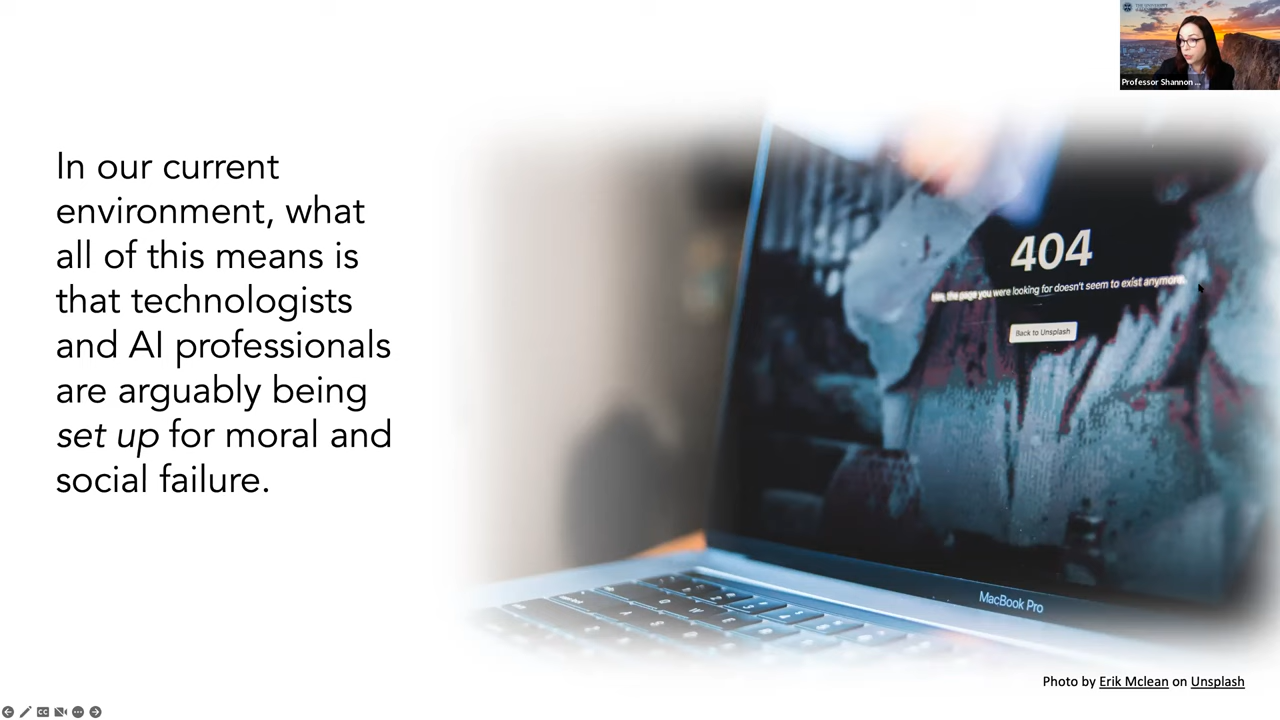 Professor Shannon ...
In our current
environment, what
all of this means is
that technologists
and AI professionals
are arguably being
set up for moral and
social failure.
404
Hm, the page you were looking for doesn't seem to exist anymore.
Back to Unsplash
MacBook Pro
Photo by Erik Mclean on Unsplash